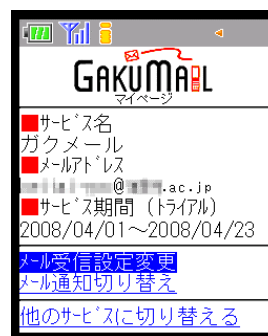 GAKUMAIL
マイページ
■サービス名
ガクメール
■メールアドレス
@ .ac.jp
■サービス期間 (トライアル)
2008/04/01～2008/04/23
メール受信設定変更
メール通知切り替え
他のサービスに切り替える